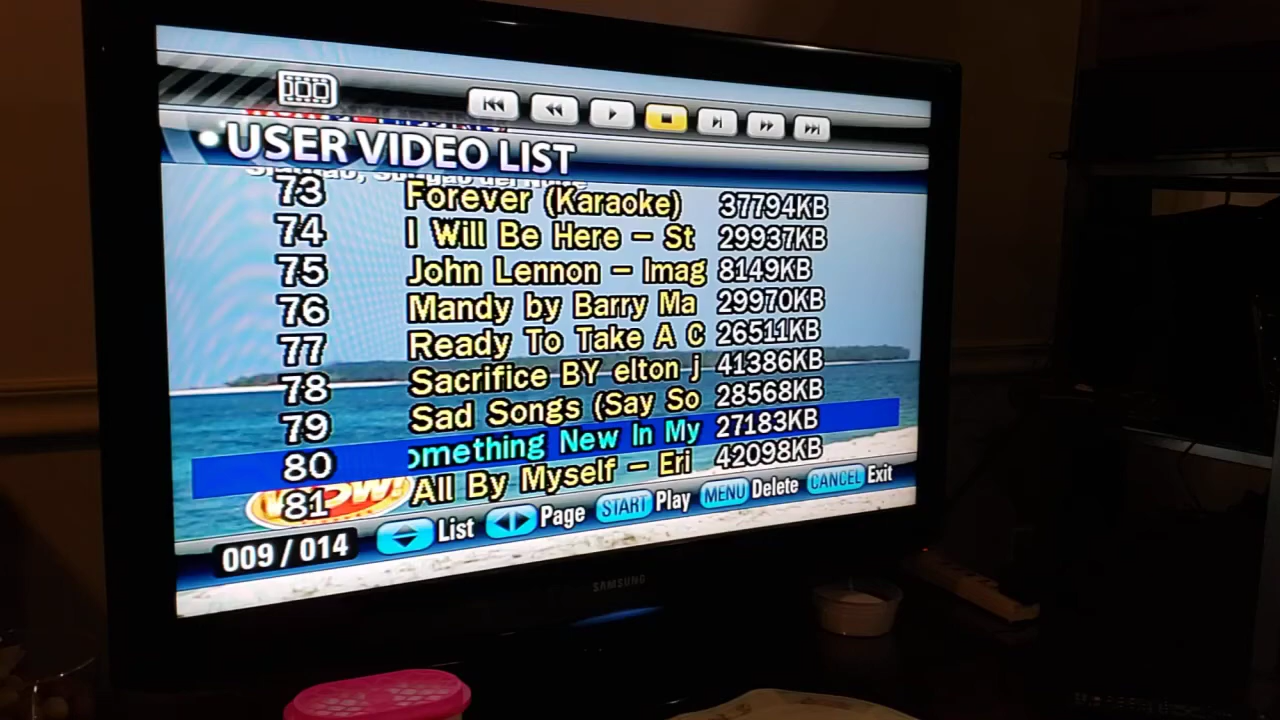 USER VIDEO LIST
73 Forever (Karaoke) 37794KB
74 I Will Be Here – St 29937KB
75 John Lennon – Imag 8149KB
76 Mandy by Barry Ma 29970KB
77 Ready To Take A C 26511KB
78 Sacrifice BY elton j 41386KB
79 Sad Songs (Say So 28568KB
80 omething New In My 27183KB
81 All By Myself – Eri 42098KB
009 / 014 List Page START Play MENU Delete CANCEL Exit
SAMSUNG